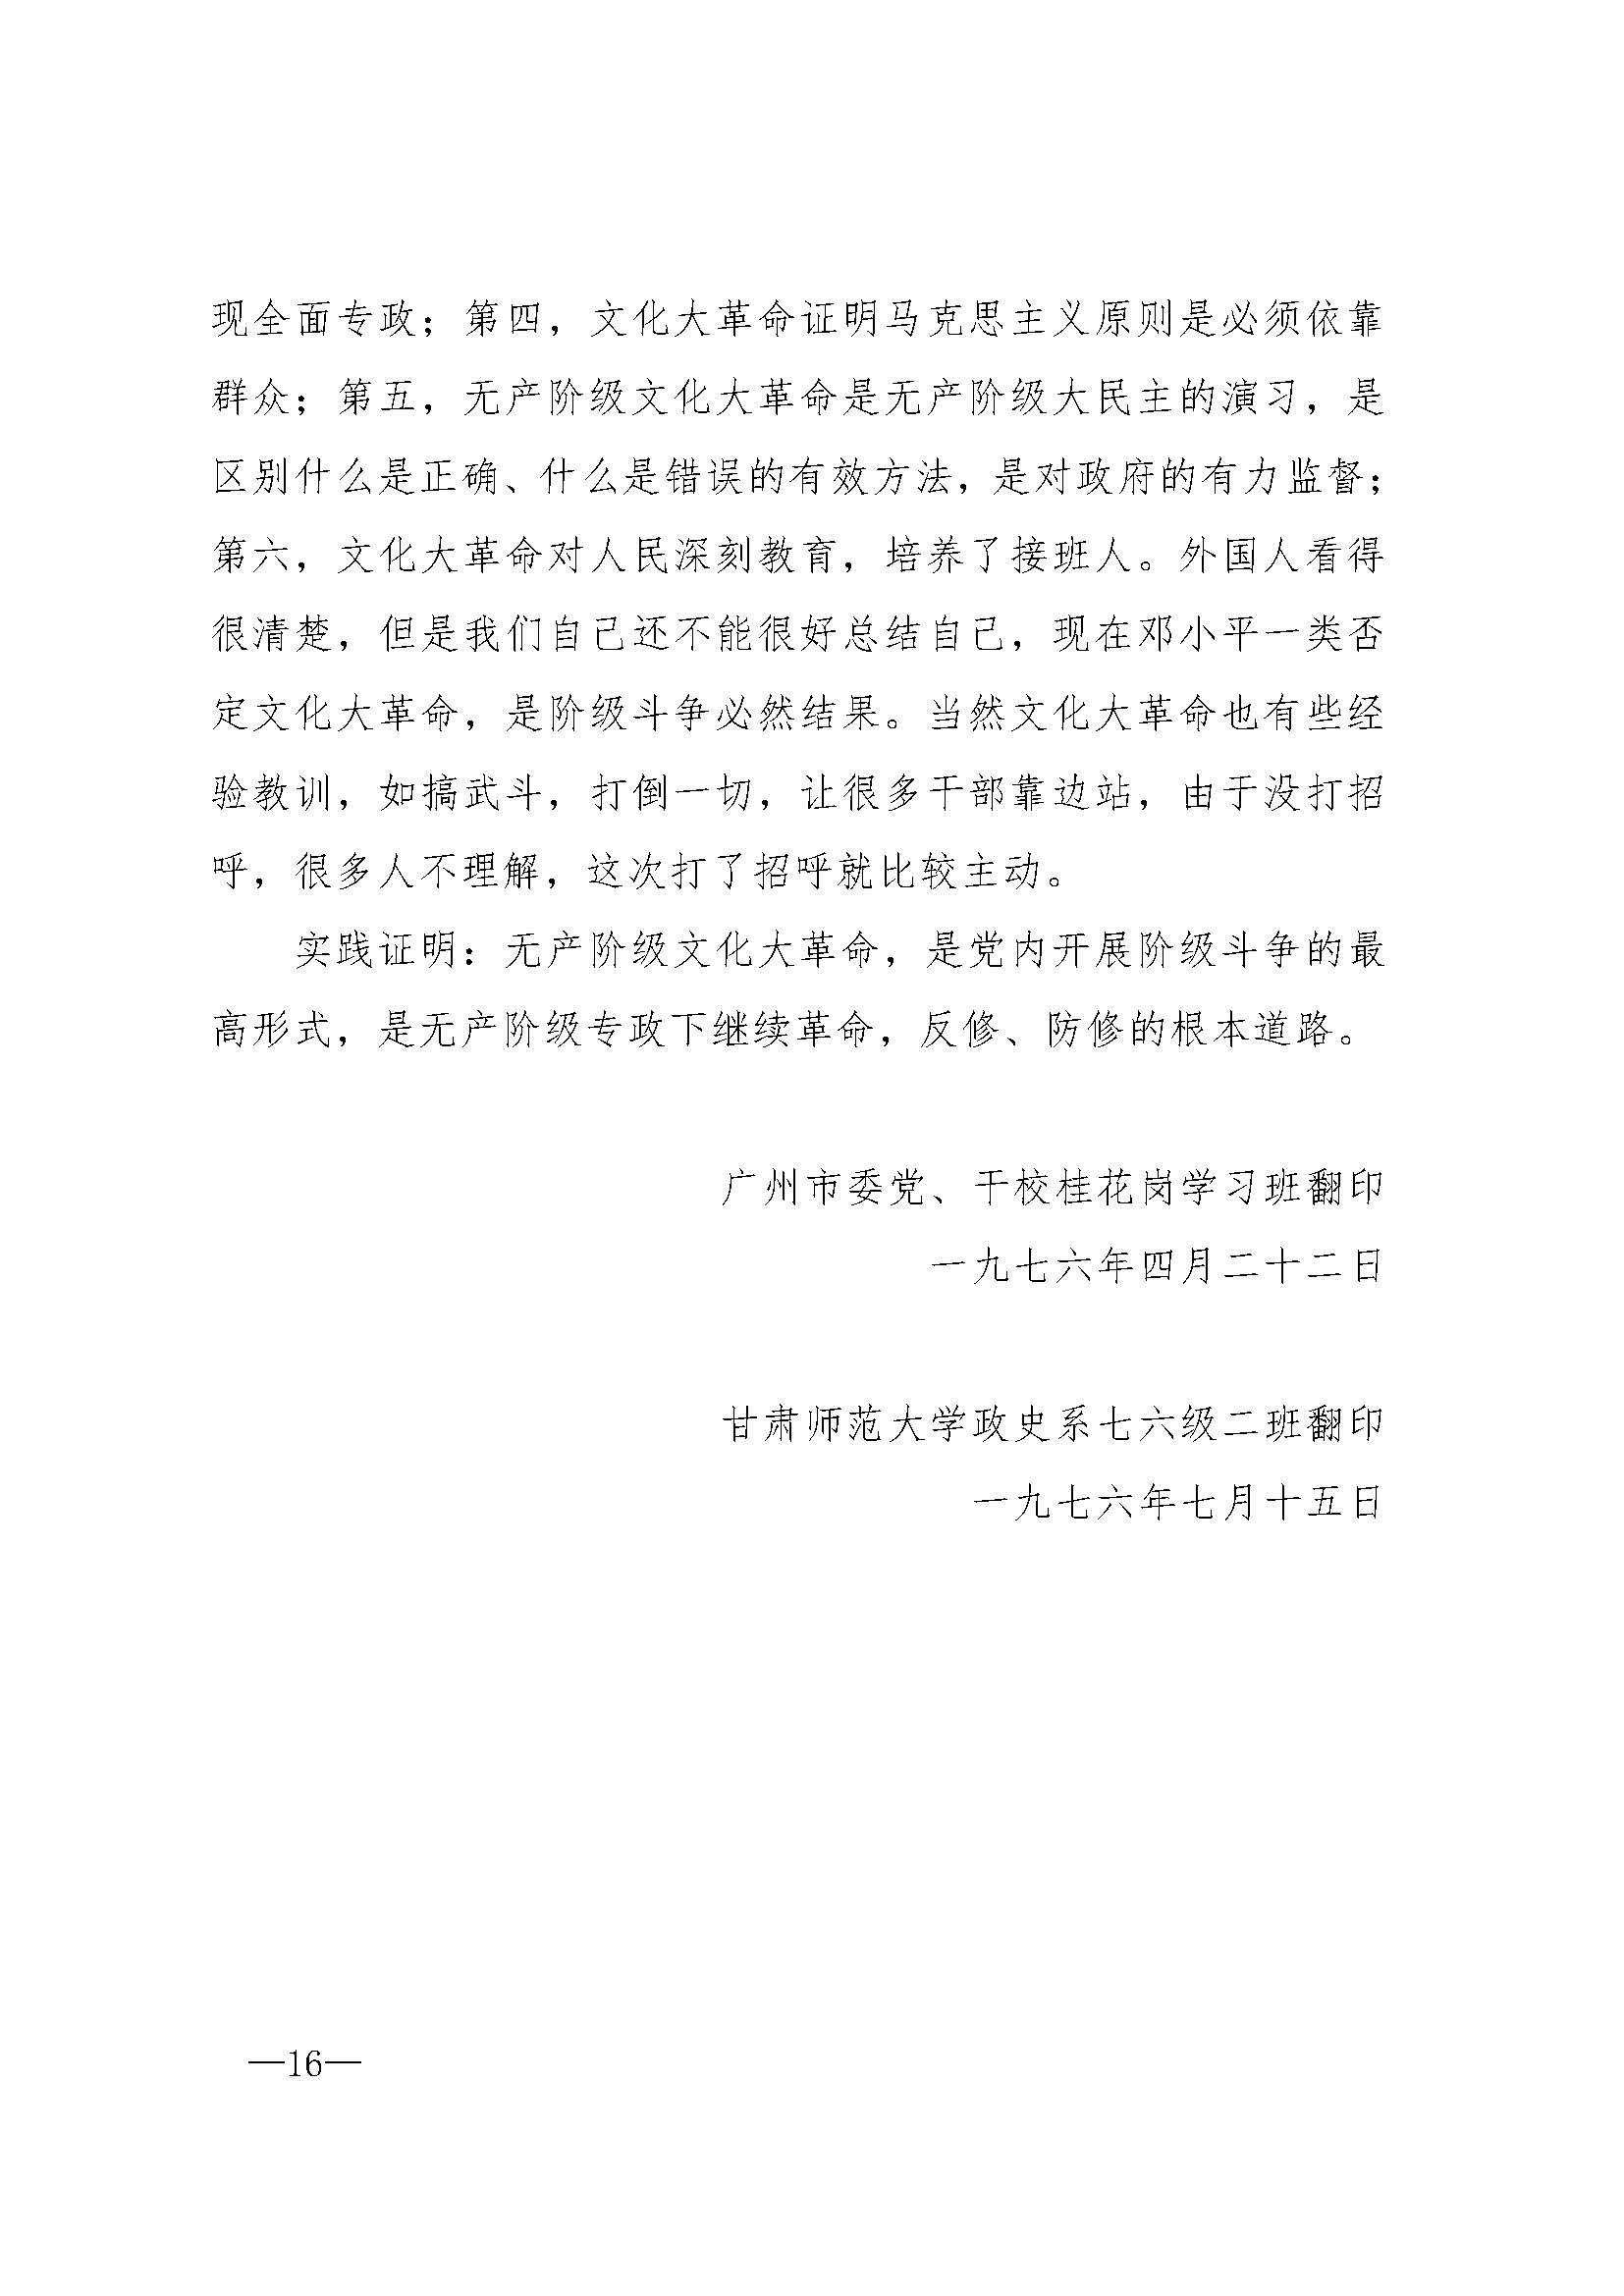 现全面专政；第四，文化大革命证明马克思主义原则是必须依靠
群众；第五，无产阶级文化大革命是无产阶级大民主的演习，是
区别什么是正确、什么是错误的有效方法，是对政府的有力监督；
第六，文化大革命对人民深刻教育，培养了接班人。外国人看得
很清楚，但是我们自己还不能很好总结自己，现在邓小平一类否
定文化大革命，是阶级斗争必然结果。当然文化大革命也有些经
验教训，如搞武斗，打倒一切，让很多干部靠边站，由于没打招
呼，很多人不理解，这次打了招呼就比较主动。
实践证明：无产阶级文化大革命，是党内开展阶级斗争的最
高形式，是无产阶级专政下继续革命，反修、防修的根本道路。
广州市委党、干校桂花岗学习班翻印
一九七六年四月二十二日
甘肃师范大学政史系七六级二班翻印
一九七六年七月十五日
—16—